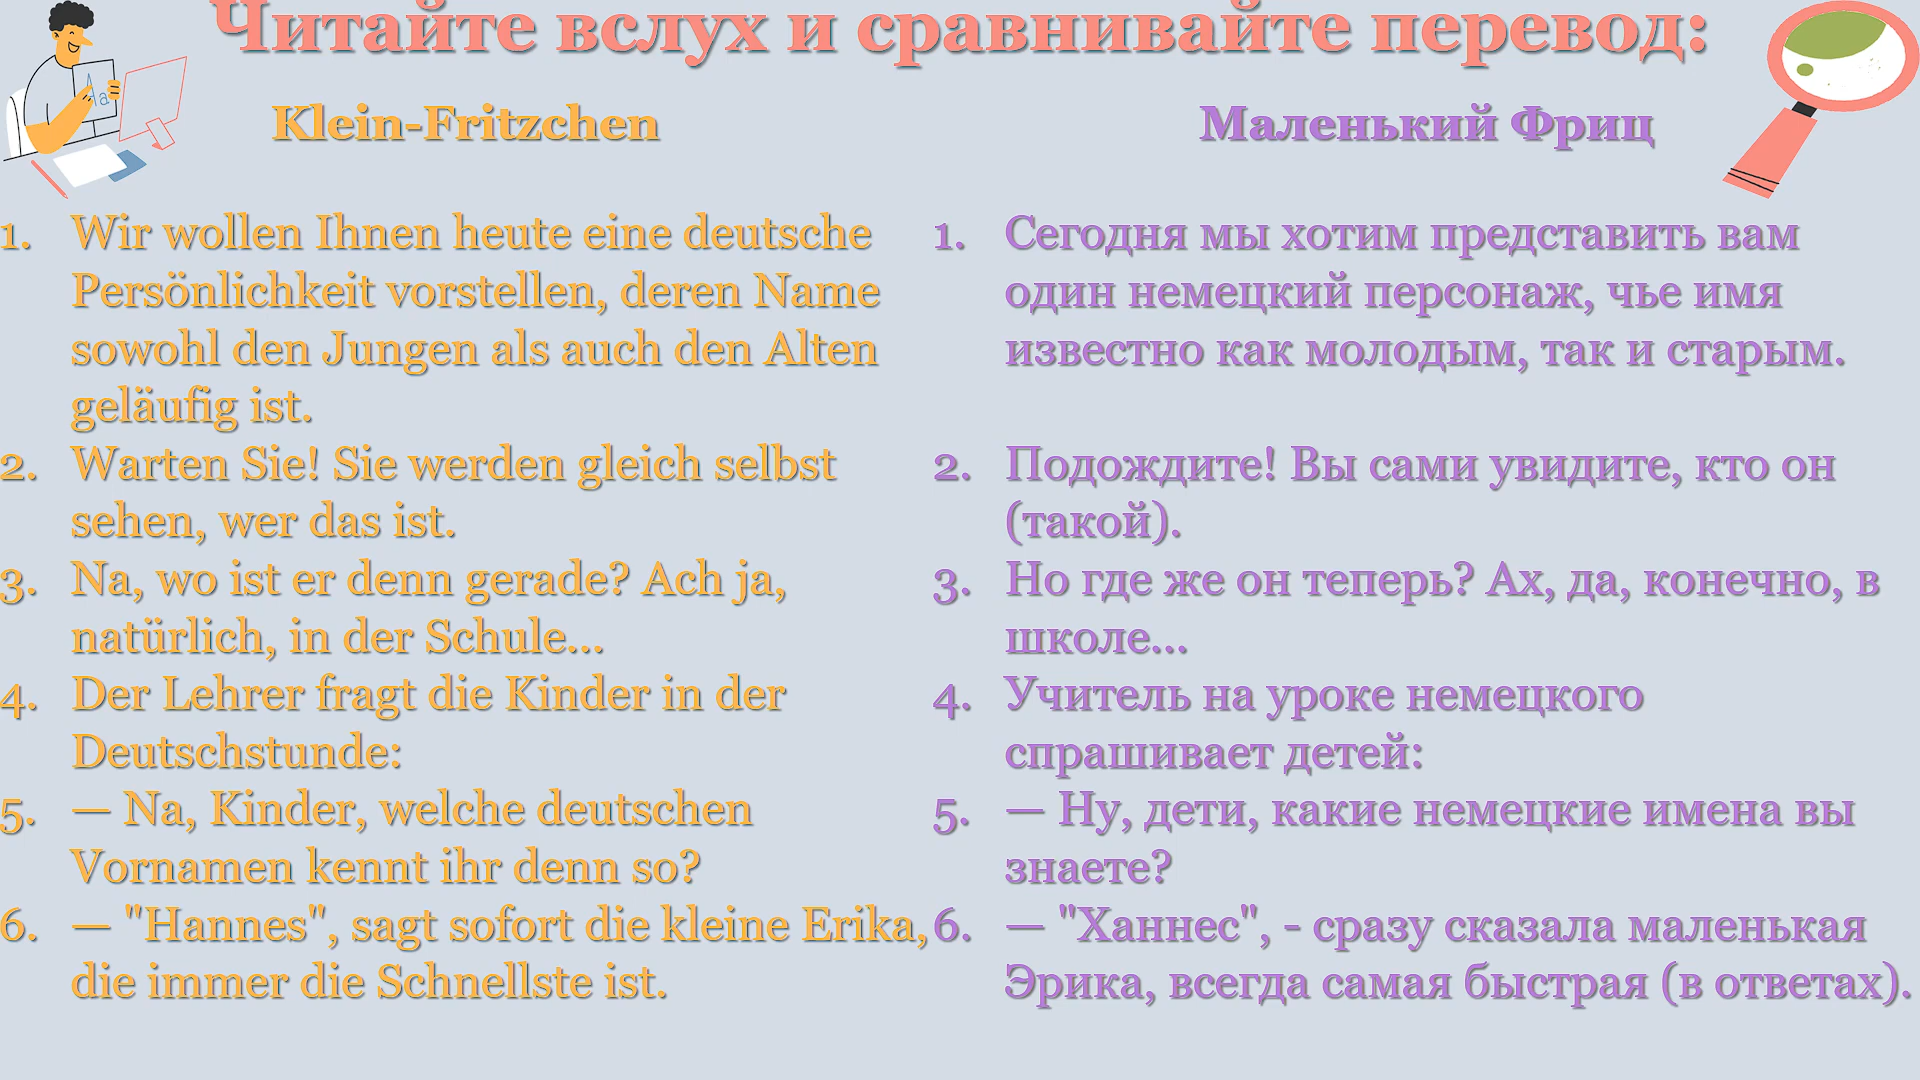 Читайте вслух и сравнивайте перевод:
Klein-Fritzchen
1. Wir wollen Ihnen heute eine deutsche
Persönlichkeit vorstellen, deren Name
sowohl den Jungen als auch den Alten
geläufig ist.
2. Warten Sie! Sie werden gleich selbst
sehen, wer das ist.
3. Na, wo ist er denn gerade? Ach ja,
natürlich, in der Schule...
4. Der Lehrer fragt die Kinder in der
Deutschstunde:
5. — Na, Kinder, welche deutschen
Vornamen kennt ihr denn so?
6. — "Hannes", sagt sofort die kleine Erika,
die immer die Schnellste ist.
Маленький Фриц
1. Сегодня мы хотим представить вам
один немецкий персонаж, чье имя
известно как молодым, так и старым.
2. Подождите! Вы сами увидите, кто он
(такой).
3. Но где же он теперь? Ах, да, конечно, в
школе...
4. Учитель на уроке немецкого
спрашивает детей:
5. — Ну, дети, какие немецкие имена вы
знаете?
6. — "Ханнес", - сразу сказала маленькая
Эрика, всегда самая быстрая (в ответах).